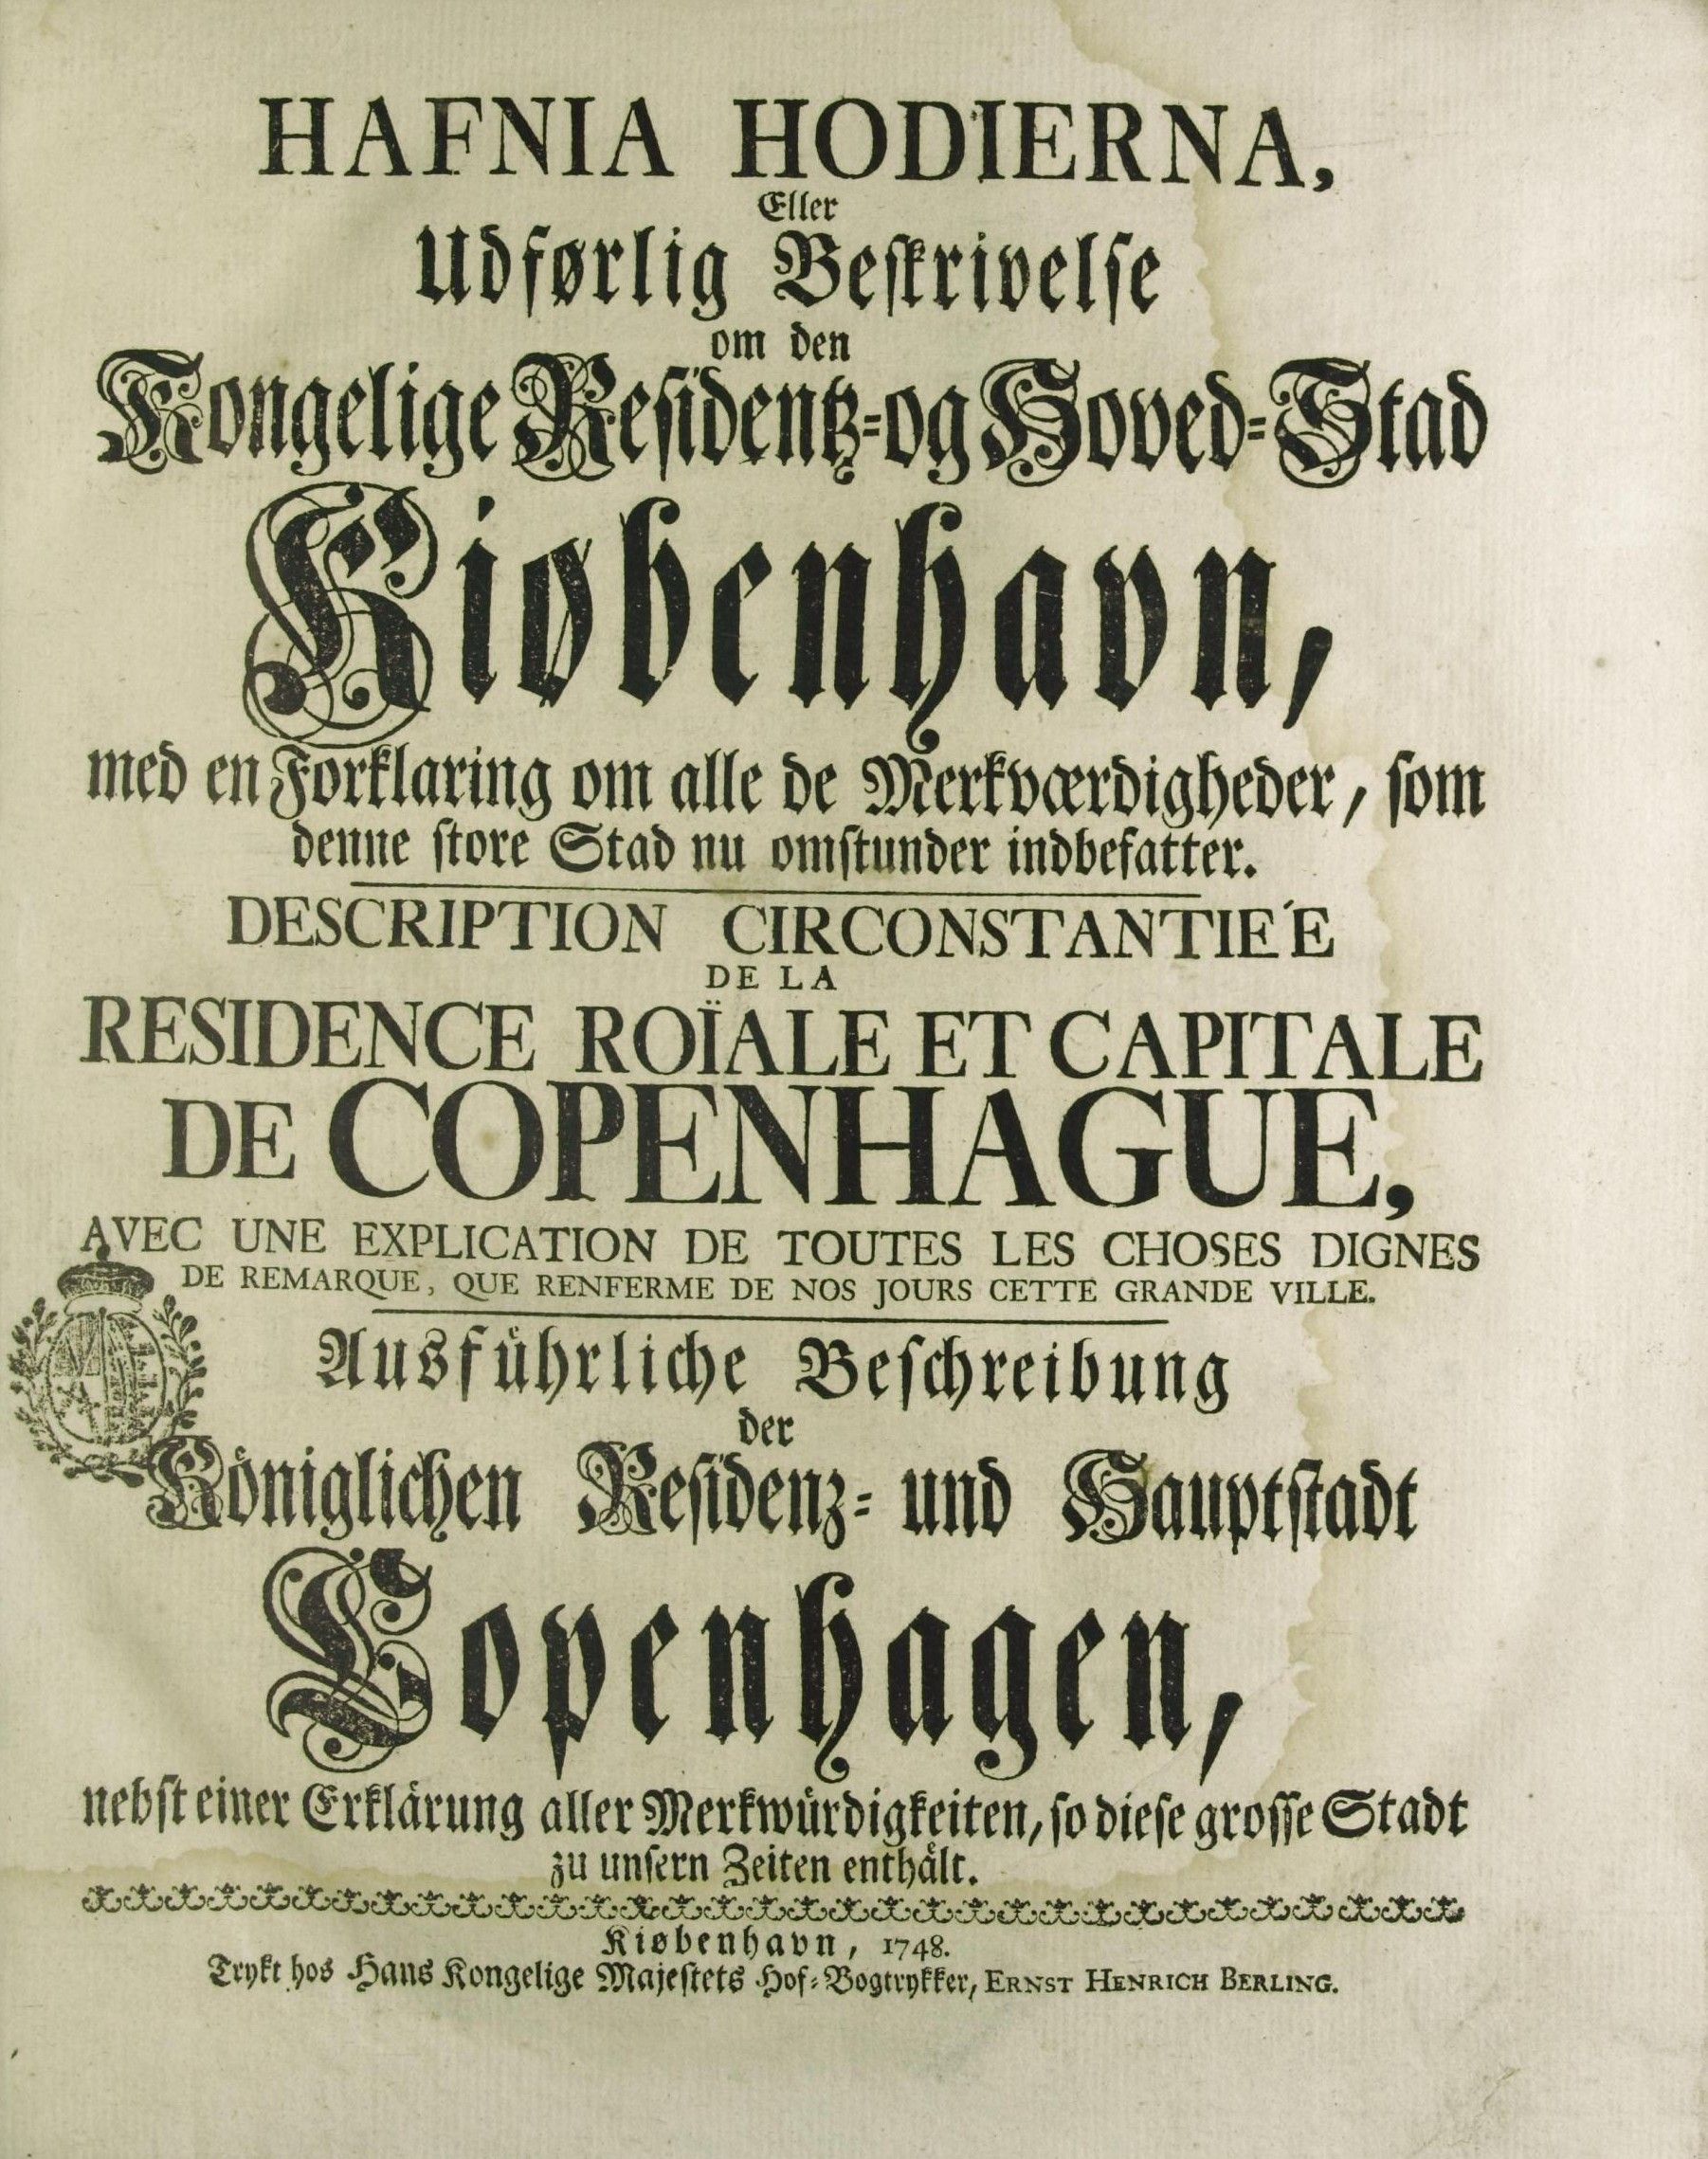 HAFNIA HODIERNA,
Eller
Udførlig Beskrivelse
om den
Kongelige Residentz-og Hoved-Stad
Kiøbenhavn,
med en Forklaring om alle de Merkværdigheder, som
denne store Stad nu omstunder indbefatter.
DESCRIPTION CIRCONSTANTIEÉ
DE LA
RESIDENCE ROÏALE ET CAPITALE
DE COPENHAGUE,
AVEC UNE EXPLICATION DE TOUTES LES CHOSES DIGNES
DE REMARQUE, QUE RENFERME DE NOS JOURS CETTE GRANDE VILLE.
Ausführliche Beschreibung
der
Königlichen Residenz- und Hauptstadt
Copenhagen,
nebst einer Erklärung aller Merkwürdigkeiten, so diese grosse Stadt
zu unsern Zeiten enthält.
Kiøbenhavn, 1748.
Trykt hos Hans Kongelige Majestets Hof-Bogtrykker, ERNST HENRICH BERLING.